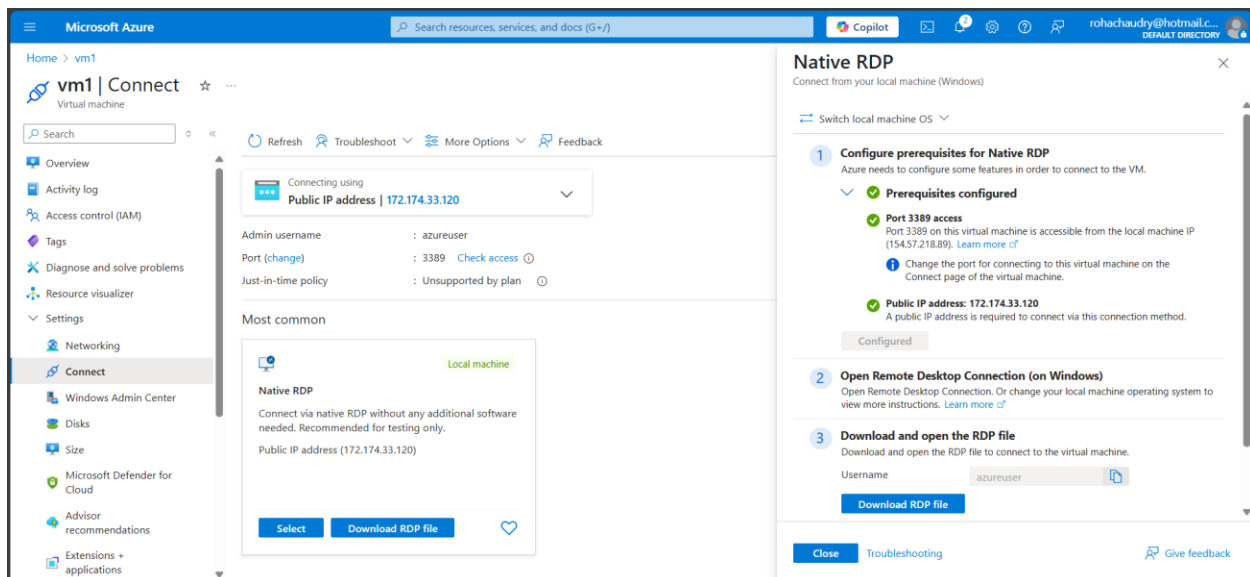 Microsoft Azure
Search resources, services, and docs (G+/)
Copilot
2
rohachaudry@hotmail.c...
DEFAULT DIRECTORY
Home > vm1
vm1 | Connect
Virtual machine
Search
Overview
Activity log
Access control (IAM)
Tags
Diagnose and solve problems
Resource visualizer
Settings
Networking
Connect
Windows Admin Center
Disks
Size
Microsoft Defender for
Cloud
Advisor
recommendations
Extensions +
applications
Refresh Troubleshoot More Options Feedback
Connecting using
Public IP address | 172.174.33.120
Admin username : azureuser
Port (change) : 3389 Check access
Just-in-time policy : Unsupported by plan
Most common
Local machine
Native RDP
Connect via native RDP without any additional software
needed. Recommended for testing only.
Public IP address (172.174.33.120)
Select Download RDP file
Native RDP
Connect from your local machine (Windows)
Switch local machine OS
1 Configure prerequisites for Native RDP
Azure needs to configure some features in order to connect to the VM.
Prerequisites configured
Port 3389 access
Port 3389 on this virtual machine is accessible from the local machine IP
(154.57.218.89). Learn more
Change the port for connecting to this virtual machine on the
Connect page of the virtual machine.
Public IP address: 172.174.33.120
A public IP address is required to connect via this connection method.
Configured
2 Open Remote Desktop Connection (on Windows)
Open Remote Desktop Connection. Or change your local machine operating system to
view more instructions. Learn more
3 Download and open the RDP file
Download and open the RDP file to connect to the virtual machine.
Username azureuser
Download RDP file
Close Troubleshooting Give feedback